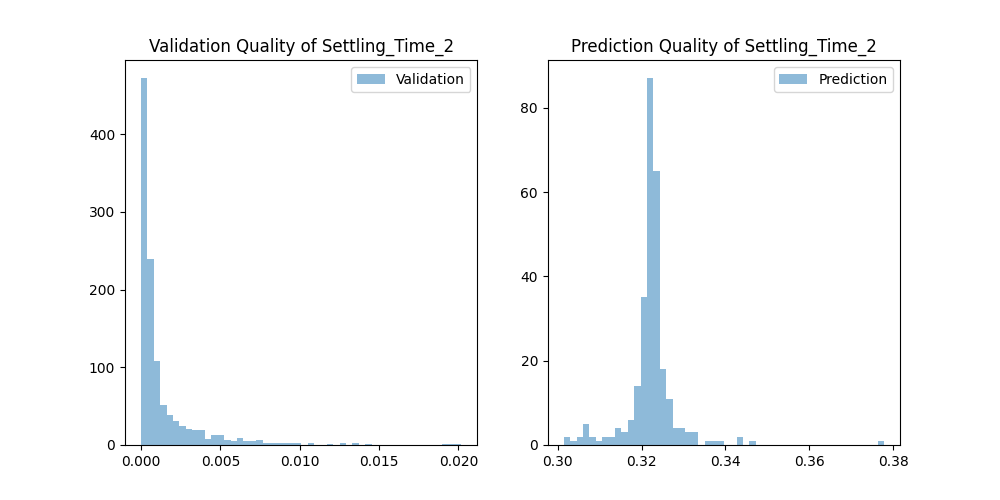 Validation Quality of Settling_Time_2
Validation
400
300
200
100
0
0.000 0.005 0.010 0.015 0.020
Prediction Quality of Settling_Time_2
Prediction
80
60
40
20
0
0.30 0.32 0.34 0.36 0.38